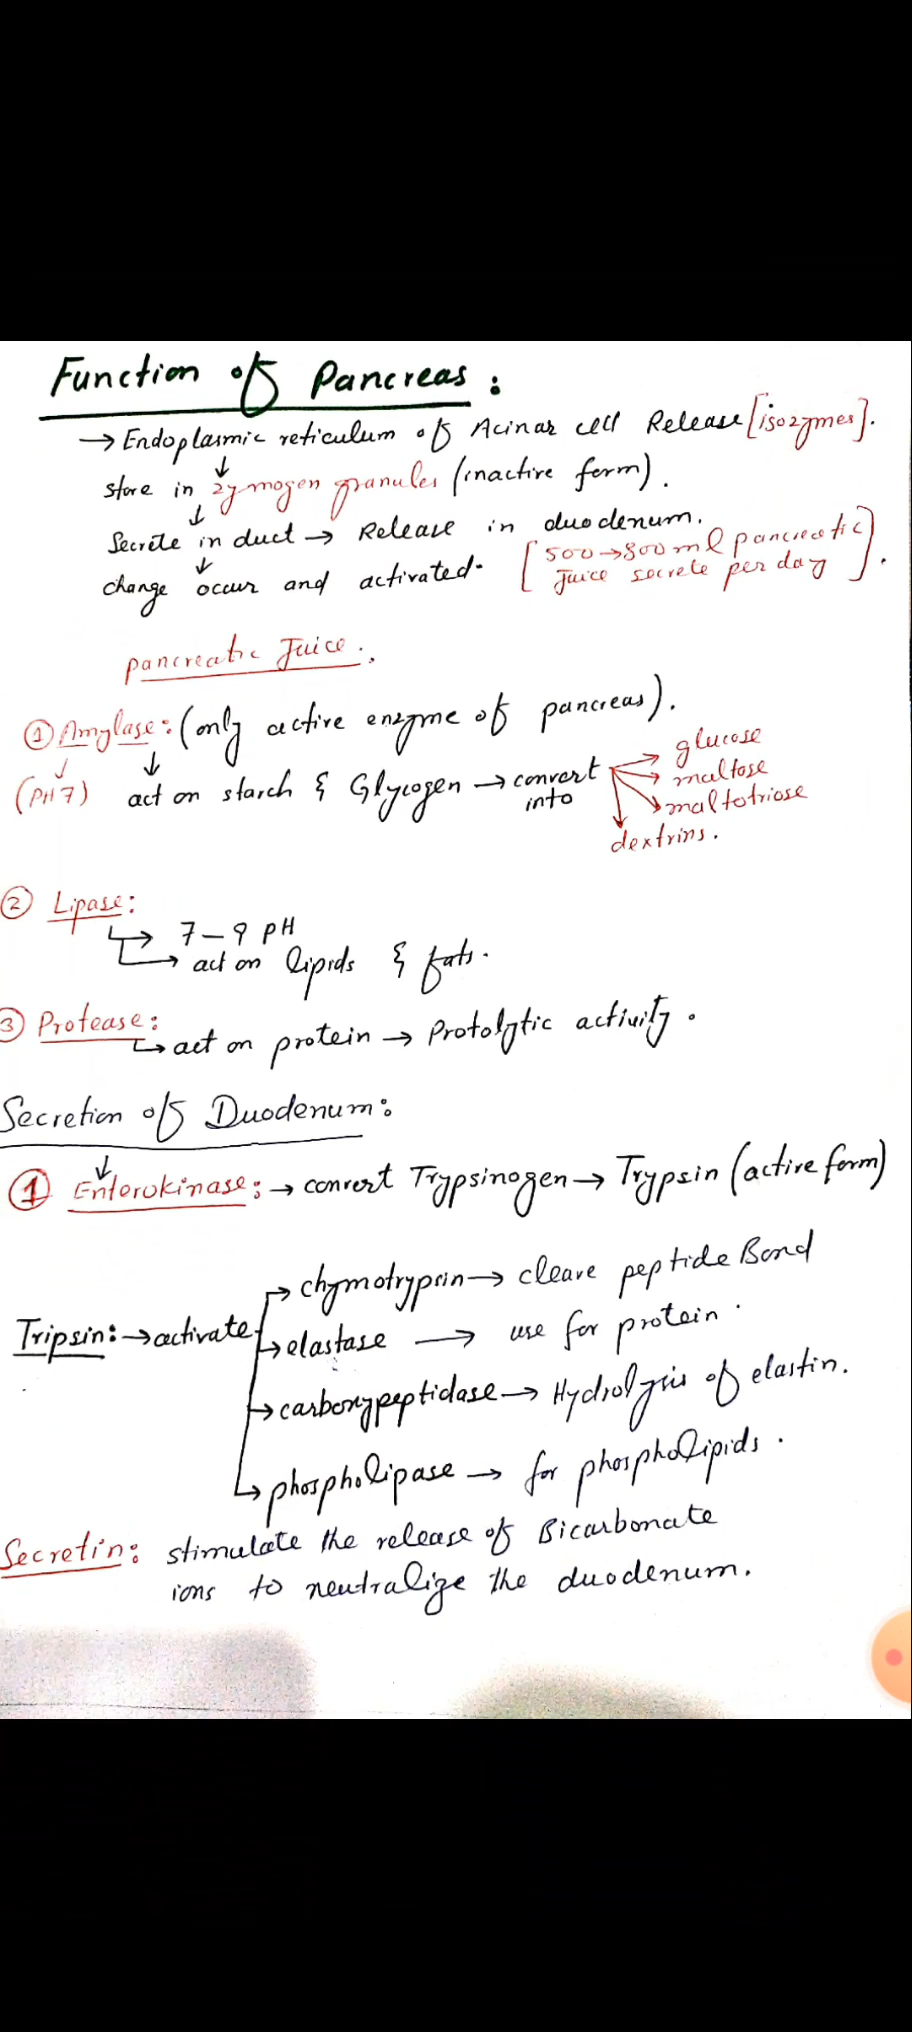 Function of Pancreas :
→ Endoplasmic reticulum of Acinar cell Release [isozymes].
↓
store in zymogen granules (inactive form).
↓
Secrete in duct → Release in duodenum.
↓
change occur and activated. [500→800 ml pancreatic
Juice secrete per day].
pancreatic Juice.
① Amylase: (only active enzyme of pancreas).
↓ ↓
(PH 7) act on starch & Glycogen → convert into
→ glucose
→ maltose
→ maltotriose
dextrins.
② Lipase:
→ 7–9 pH
→ act on lipids & fats.
③ Protease:
→ act on protein → Protolytic activity.
Secretion of Duodenum:
↓
① Enterokinase: → convert Trypsinogen → Trypsin (active form)
Tripsin: → activate
→ chymotrypsin → cleave peptide Bond
→ elastase → use for protein.
→ carboxypeptidase → Hydrolysis of elastin.
→ phospholipase → for phospholipids.
Secretin: stimulate the release of Bicarbonate
ions to neutralize the duodenum.